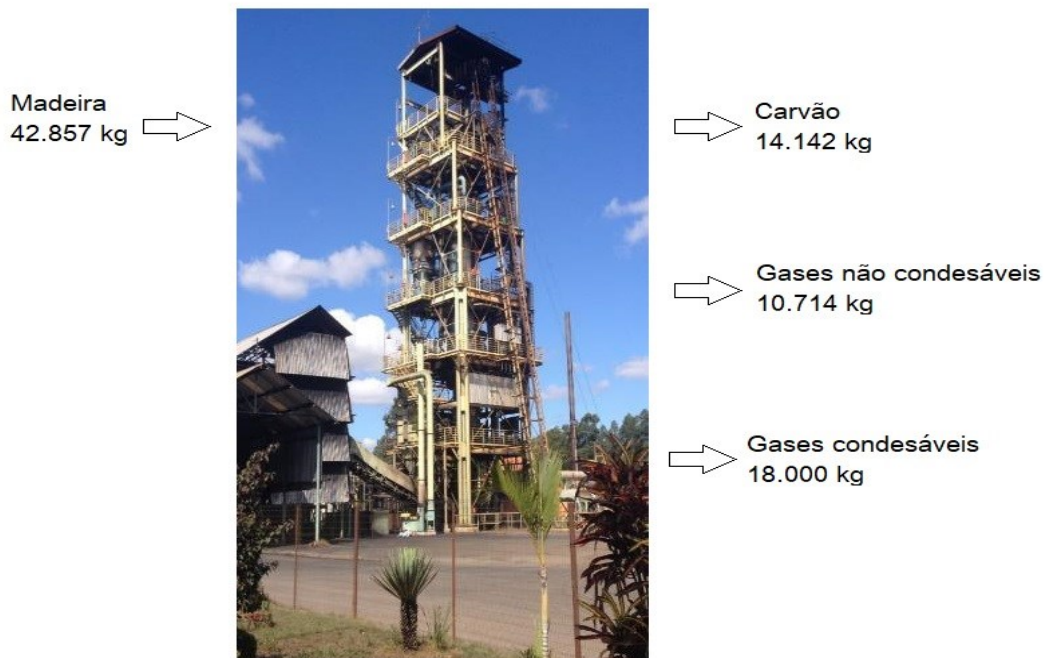 Madeira
42.857 kg
Carvão
14.142 kg
Gases não condesáveis
10.714 kg
Gases condesáveis
18.000 kg